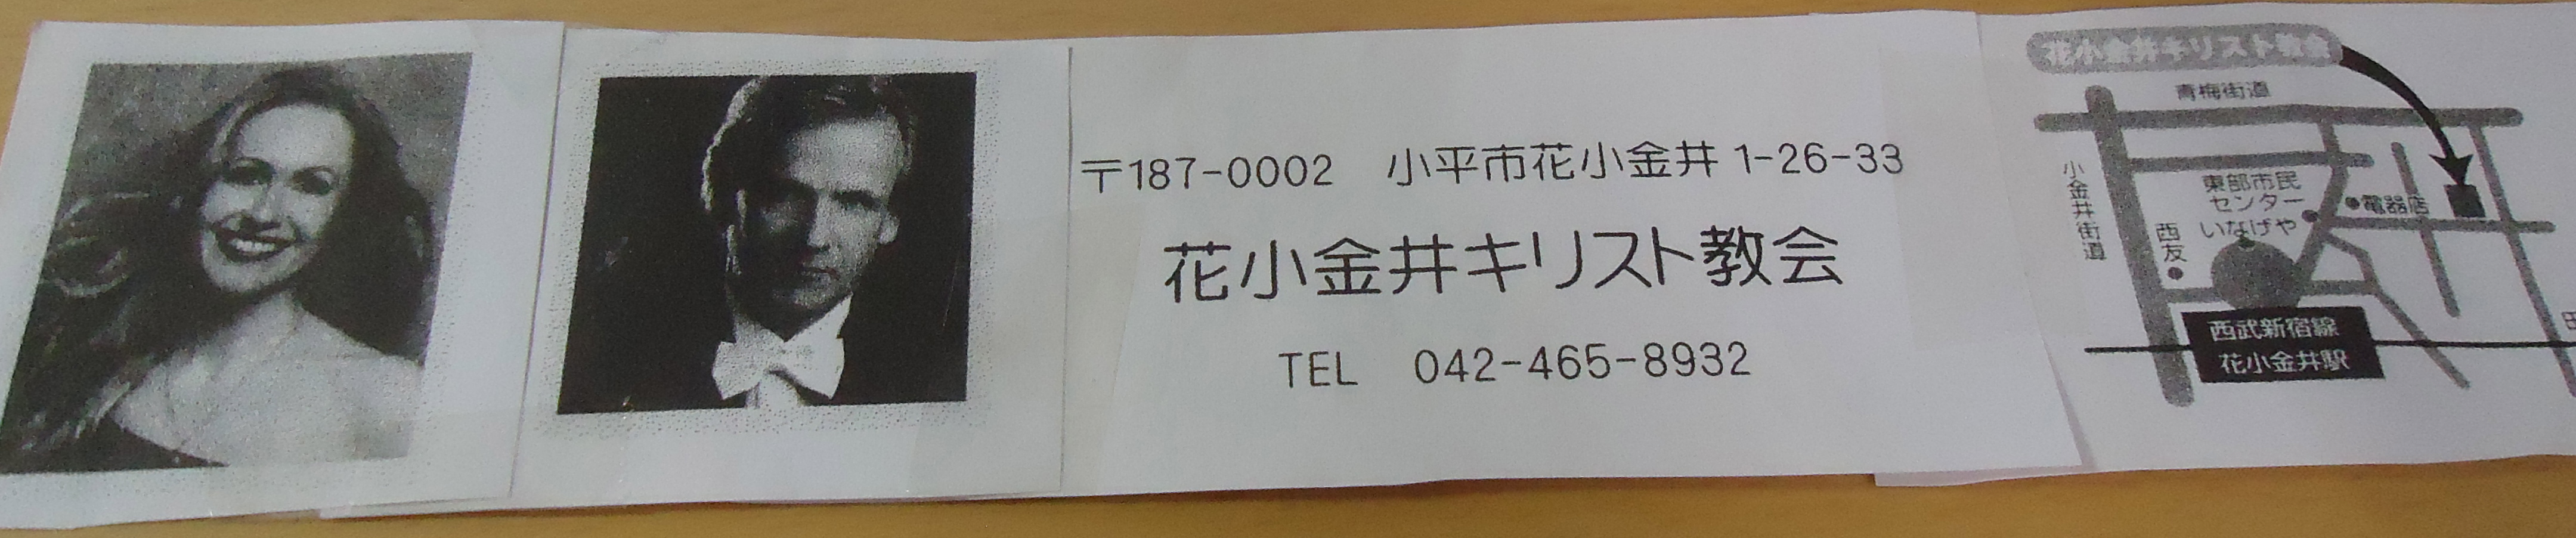 〒187-0002　小平市花小金井 1-26-33
花小金井キリスト教会
TEL　042-465-8932
花小金井キリスト教会
青梅街道
小金井街道
東部市民
センター
いなげや
電器店
西友
西武新宿線
花小金井駅